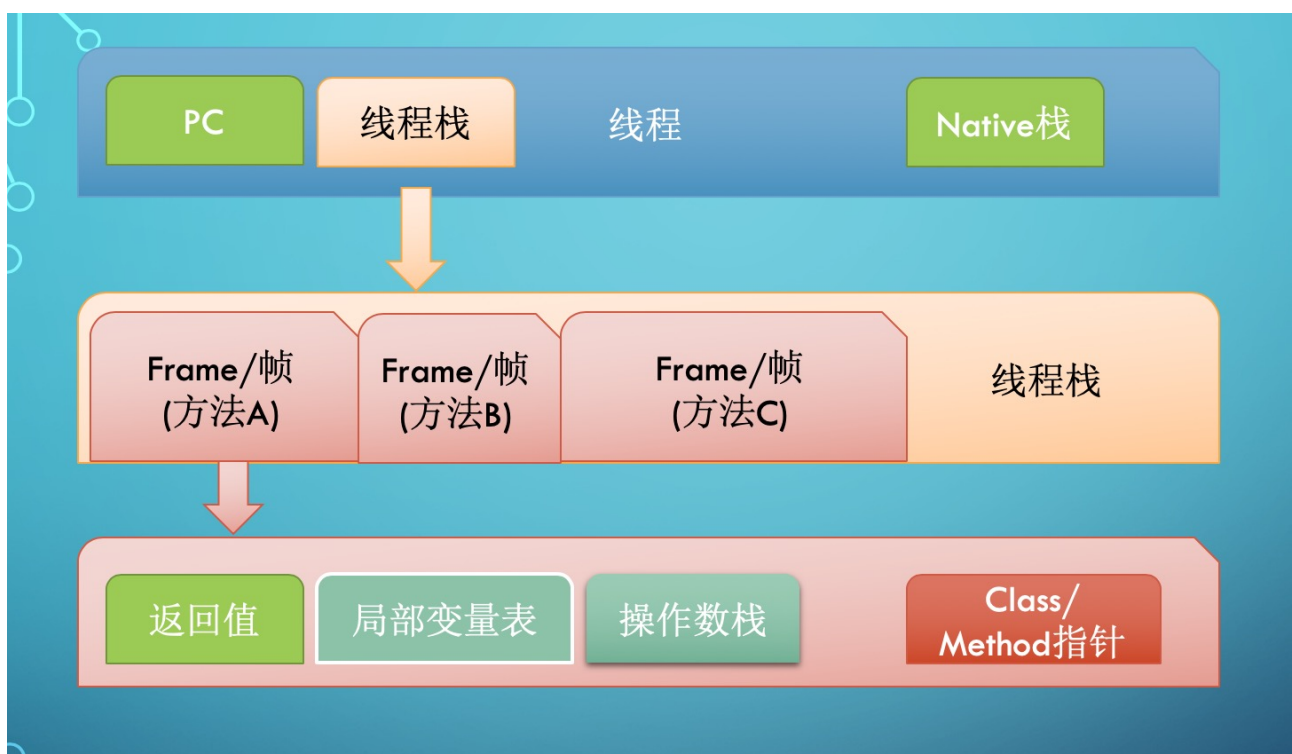 PC
线程栈
线程
Native栈
Frame/帧
(方法A)
Frame/帧
(方法B)
Frame/帧
(方法C)
线程栈
返回值
局部变量表
操作数栈
Class/
Method指针